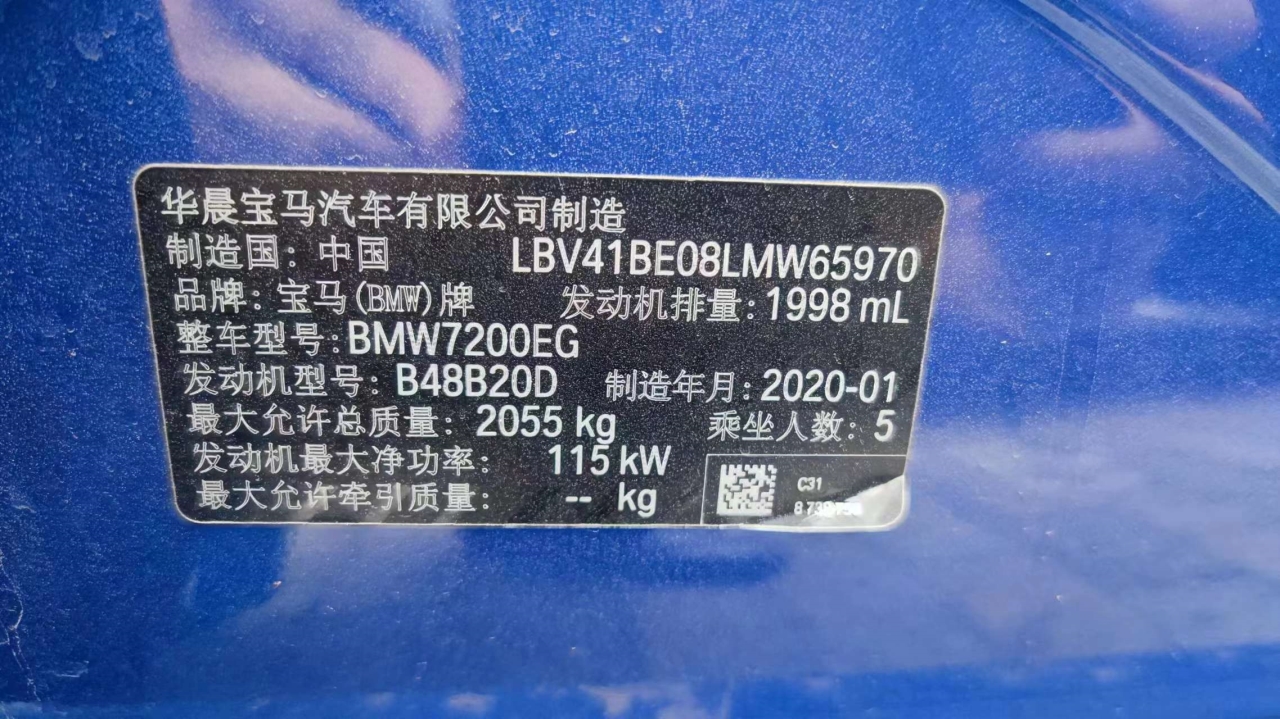 华晨宝马汽车有限公司制造
制造国：中国 LBV41BE08LMW65970
品牌：宝马(BMW)牌 发动机排量：1998 mL
整车型号：BMW7200EG
发动机型号：B48B20D 制造年月：2020-01
最大允许总质量：2055 kg 乘坐人数：5
发动机最大净功率：115 kW
最大允许牵引质量：-- kg
C31